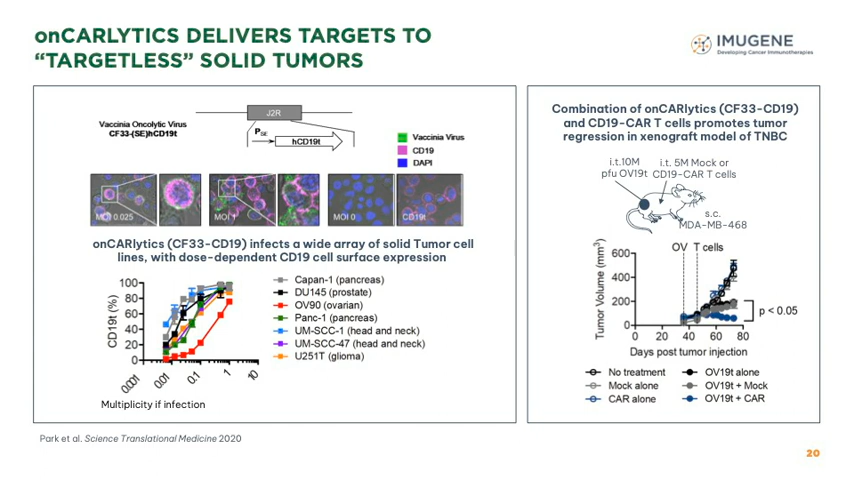 onCARLYTICS DELIVERS TARGETS TO
“TARGETLESS” SOLID TUMORS
IMUGENE
Developing Cancer Immunotherapies
Vaccinia Oncolytic Virus
CF33-(SE)hCD19t
J2R
PSE
hCD19t
Vaccinia Virus
CD19
DAPI
MOI 0.025
MOI 1
MOI 0
CD19t
onCARlytics (CF33-CD19) infects a wide array of solid Tumor cell
lines, with dose-dependent CD19 cell surface expression
CD19t (%)
100
80
60
40
20
0
0.001
0.01
0.1
1
10
Multiplicity if infection
Capan-1 (pancreas)
DU145 (prostate)
OV90 (ovarian)
Panc-1 (pancreas)
UM-SCC-1 (head and neck)
UM-SCC-47 (head and neck)
U251T (glioma)
Combination of onCARlytics (CF33-CD19)
and CD19-CAR T cells promotes tumor
regression in xenograft model of TNBC
i.t.10M
pfu OV19t
i.t. 5M Mock or
CD19-CAR T cells
s.c.
MDA-MB-468
OV T cells
Tumor Volume (mm³)
600
400
200
0
0 20 40 60 80
Days post tumor injection
p < 0.05
No treatment
Mock alone
CAR alone
OV19t alone
OV19t + Mock
OV19t + CAR
Park et al. Science Translational Medicine 2020
20